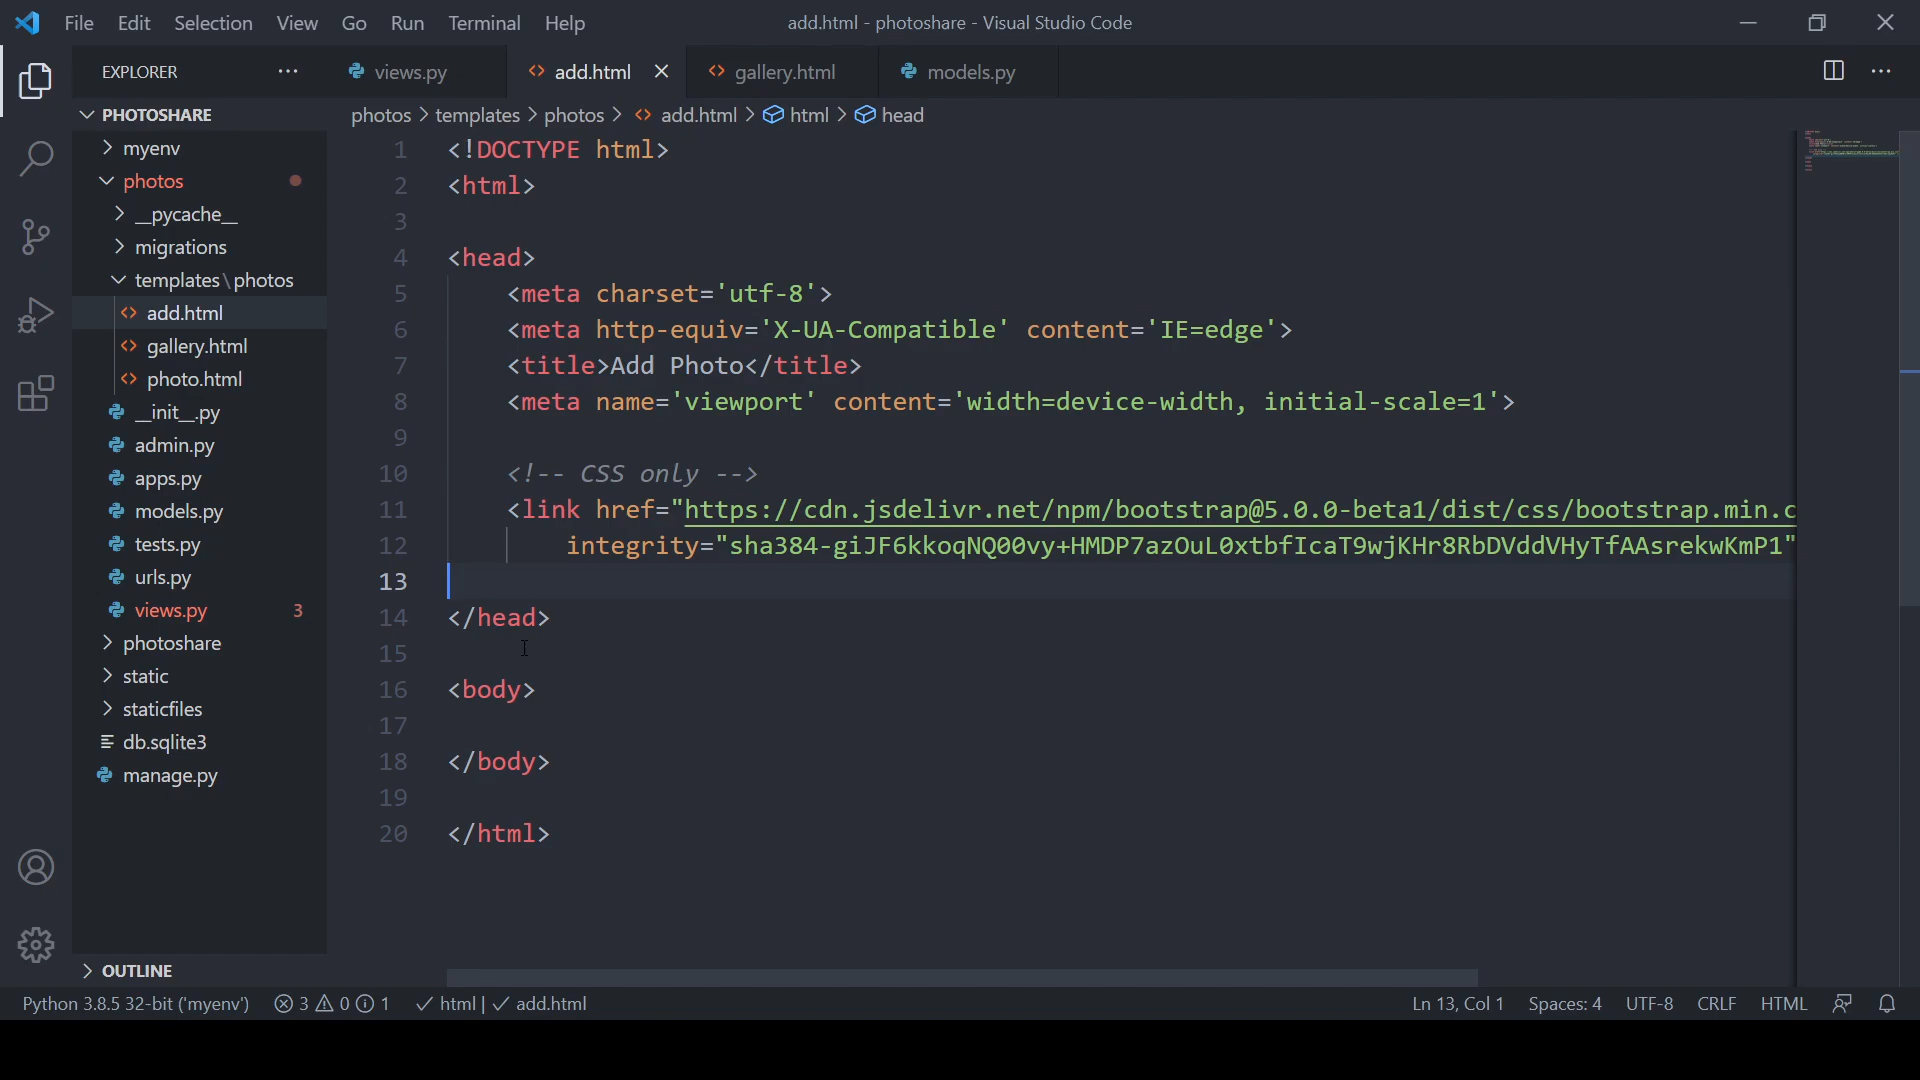 File Edit Selection View Go Run Terminal Help
add.html - photoshare - Visual Studio Code
EXPLORER
views.py
add.html
gallery.html
models.py
PHOTOSHARE
photos > templates > photos > add.html > html > head
myenv
photos
__pycache__
migrations
templates\photos
add.html
gallery.html
photo.html
__init__.py
admin.py
apps.py
models.py
tests.py
urls.py
views.py 3
photoshare
static
staticfiles
db.sqlite3
manage.py
OUTLINE
1 <!DOCTYPE html>
2 <html>
3
4 <head>
5 <meta charset='utf-8'>
6 <meta http-equiv='X-UA-Compatible' content='IE=edge'>
7 <title>Add Photo</title>
8 <meta name='viewport' content='width=device-width, initial-scale=1'>
9
10 <!-- CSS only -->
11 <link href="https://cdn.jsdelivr.net/npm/bootstrap@5.0.0-beta1/dist/css/bootstrap.min.c
12 integrity="sha384-giJF6kkoqNQ00vy+HMDP7azOuL0xtbfIcaT9wjKHr8RbDVddVHyTfAAsrekwKmP1"
13
14 </head>
15
16 <body>
17
18 </body>
19
20 </html>
Python 3.8.5 32-bit ('myenv') 3 0 1 html | add.html
Ln 13, Col 1 Spaces: 4 UTF-8 CRLF HTML